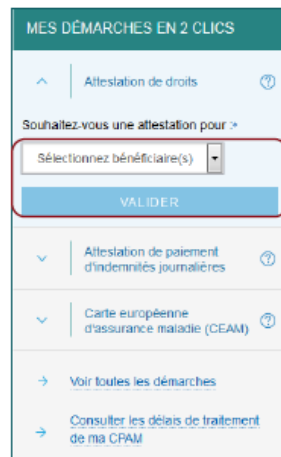 MES DÉMARCHES EN 2 CLICS
Attestation de droits
Souhaitez-vous une attestation pour :*
Sélectionnez bénéficiaire(s)
VALIDER
Attestation de paiement
d'indemnités journalières
Carte européenne
d'assurance maladie (CEAM)
Voir toutes les démarches
Consulter les délais de traitement
de ma CPAM